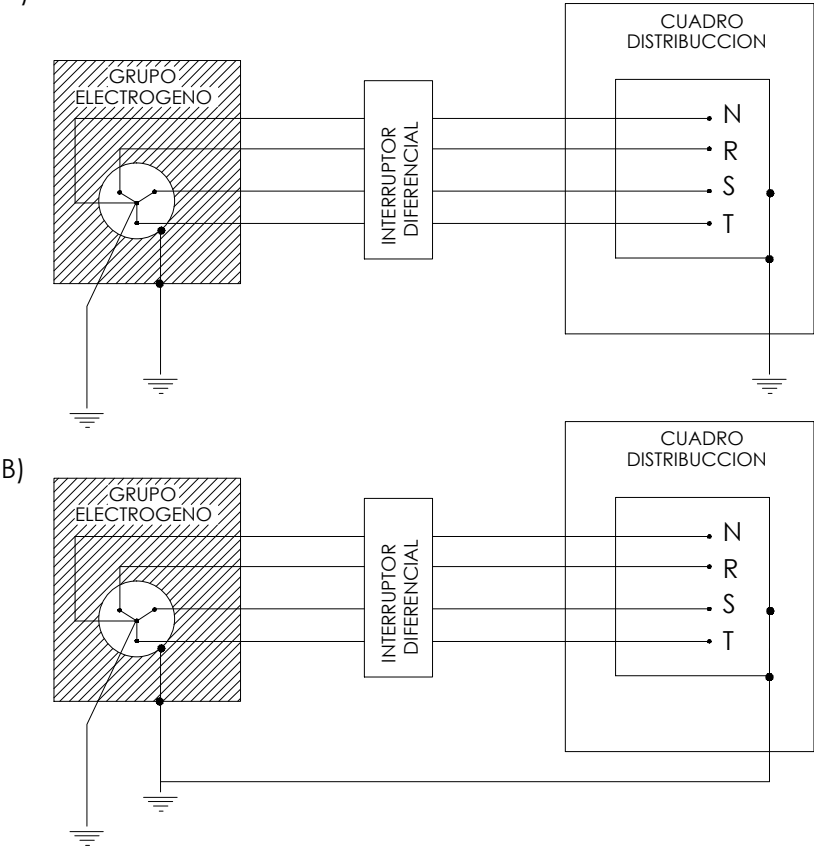 CUADRO
DISTRIBUCCION
GRUPO
ELECTROGENO
INTERRUPTOR
DIFERENCIAL
N
R
S
T
B)
CUADRO
DISTRIBUCCION
GRUPO
ELECTROGENO
INTERRUPTOR
DIFERENCIAL
N
R
S
T